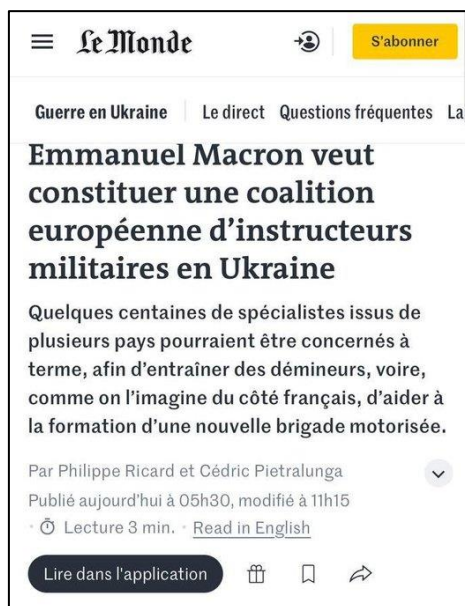 Le Monde
S'abonner
Guerre en Ukraine Le direct Questions fréquentes La
Emmanuel Macron veut
constituer une coalition
européenne d'instructeurs
militaires en Ukraine
Quelques centaines de spécialistes issus de
plusieurs pays pourraient être concernés à
terme, afin d'entraîner des démineurs, voire,
comme on l'imagine du côté français, d'aider à
la formation d'une nouvelle brigade motorisée.
Par Philippe Ricard et Cédric Pietralunga
Publié aujourd'hui à 05h30, modifié à 11h15
· Lecture 3 min. · Read in English
Lire dans l'application